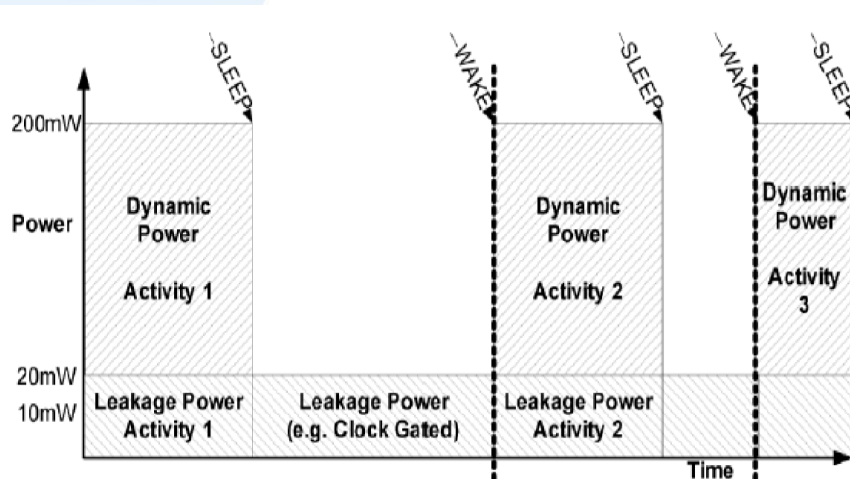 ~SLEEP
~WAKE
~SLEEP
~WAKE
~SLEEP
200mW
Power
20mW
10mW
Dynamic
Power
Activity 1
Dynamic
Power
Activity 2
Dynamic
Power
Activity
3
Leakage Power
Activity 1
Leakage Power
(e.g. Clock Gated)
Leakage Power
Activity 2
Time